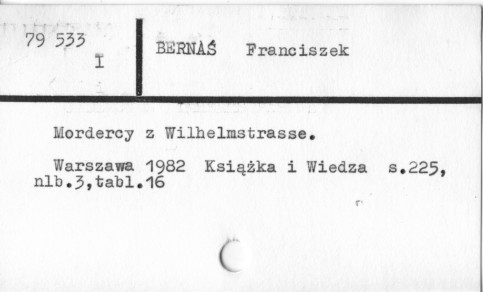 79 533
I
BERNAŚ Franciszek
Mordercy z Wilhelmstrasse.
Warszawa 1982 Książka i Wiedza s.225,
nlb.3,tabl.16